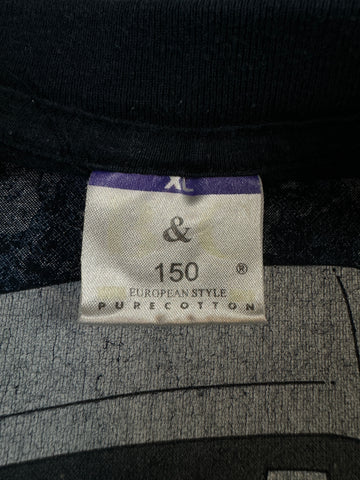 XL
&
150 ®
EUROPEAN STYLE
PURECOTTON